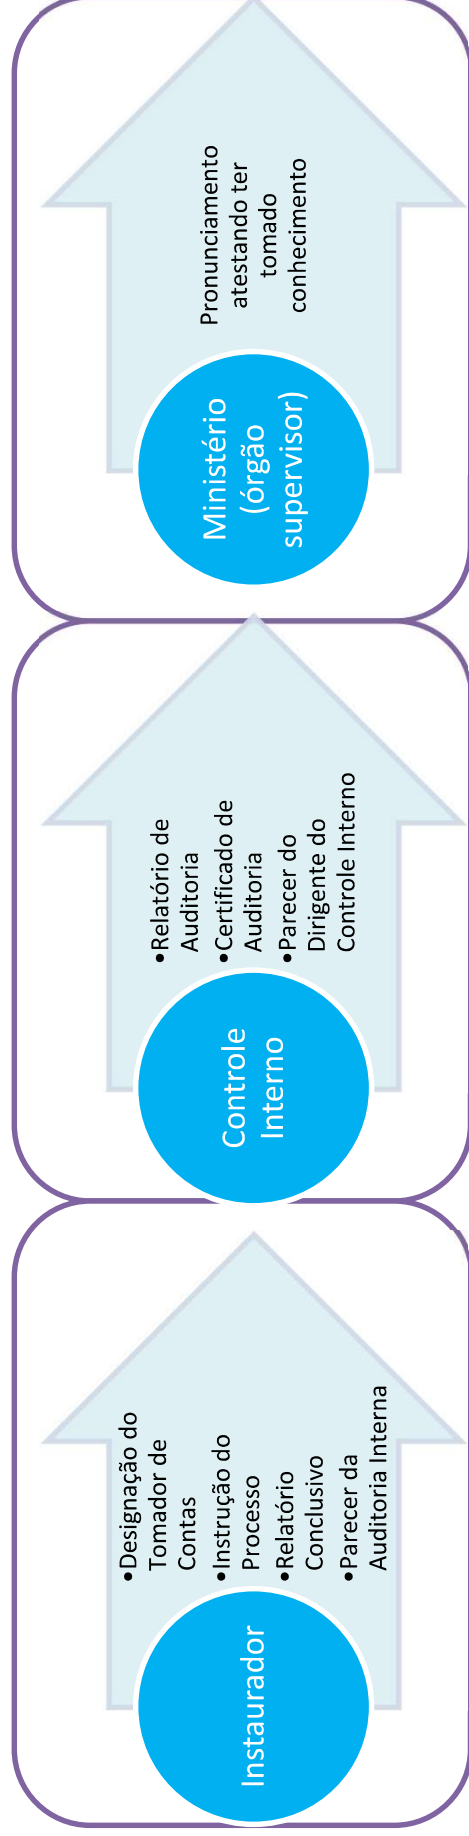 Instaurador
•Designação do
Tomador de
Contas
•Instrução do
Processo
•Relatório
Conclusivo
•Parecer da
Auditoria Interna
Controle
Interno
•Relatório de
Auditoria
•Certificado de
Auditoria
•Parecer do
Dirigente do
Controle Interno
Ministério
(órgão
supervisor)
Pronunciamento
atestando ter
tomado
conhecimento